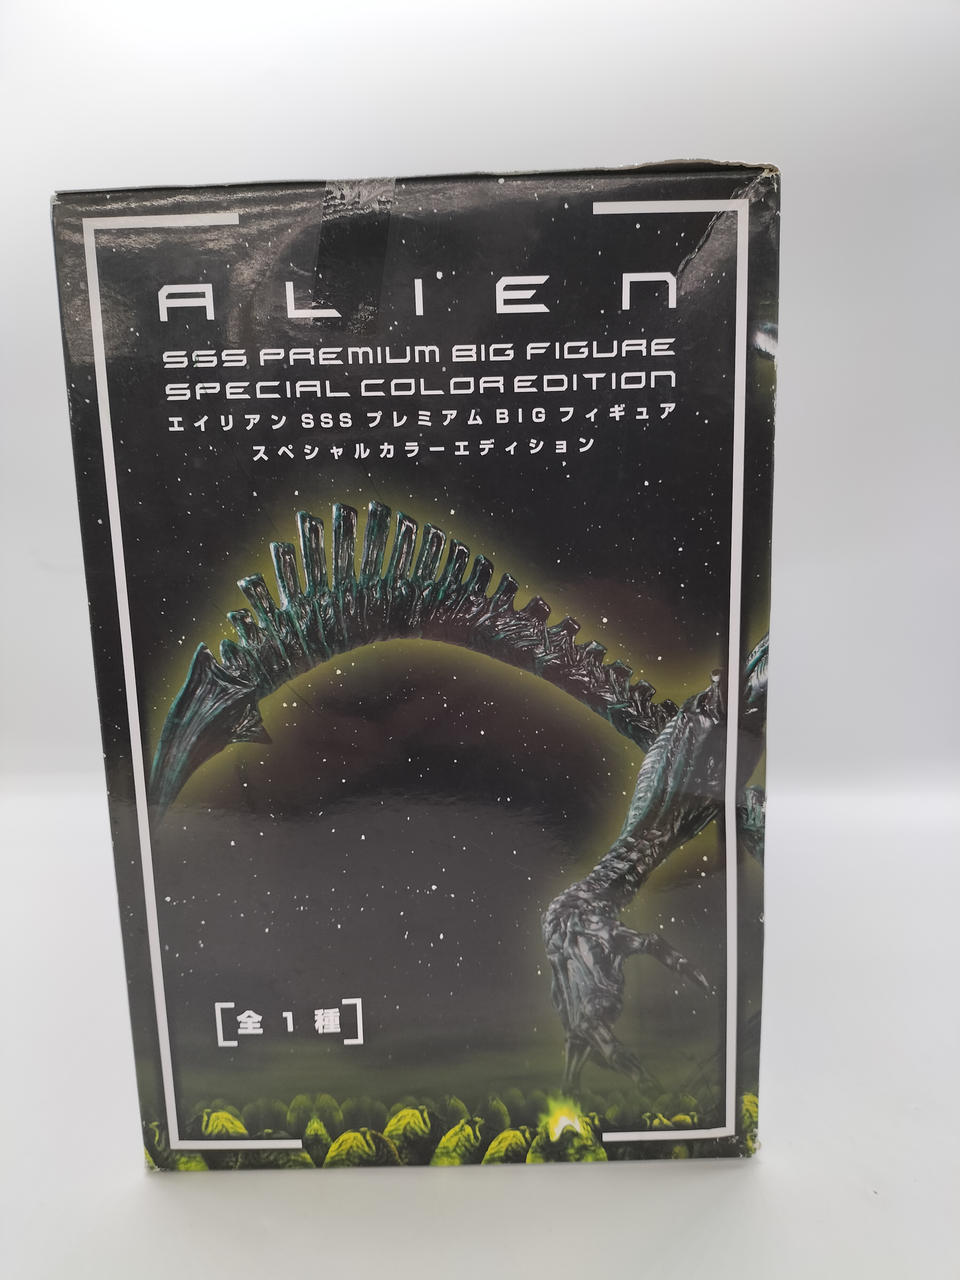 ALIEN
SSS PREMIUM BIG FIGURE
SPECIAL COLOR EDITION
エイリアン SSS プレミアム BIG フィギュア
スペシャルカラーエディション
[全1種]